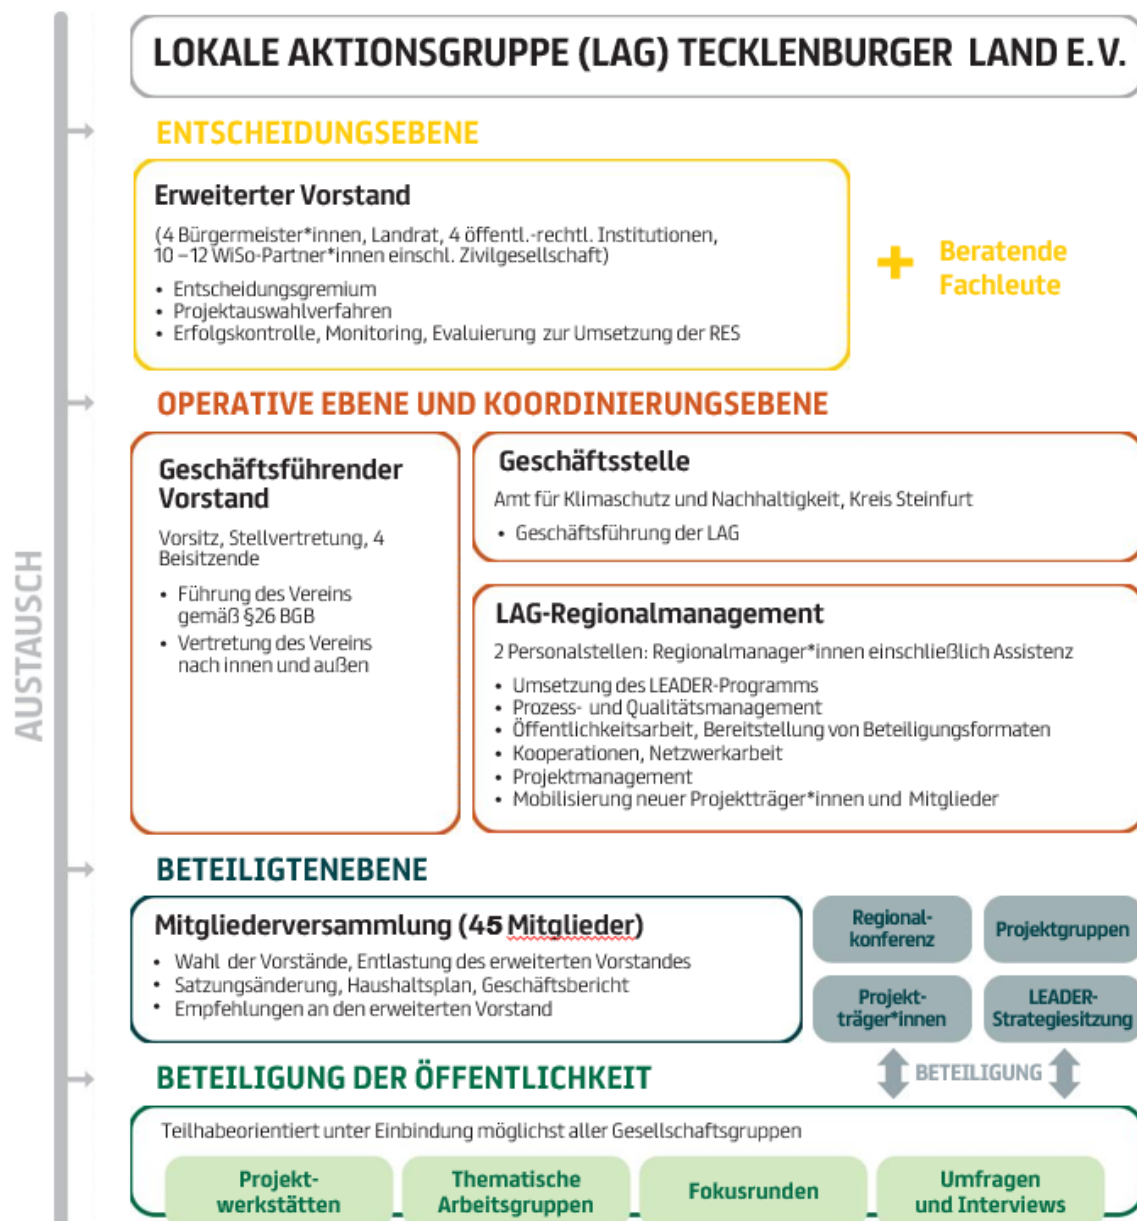 LOKALE AKTIONSGRUPPE (LAG) TECKLENBURGER LAND E.V.
ENTSCHEIDUNGSEBENE
Erweiterter Vorstand
(4 Bürgermeister*innen, Landrat, 4 öffentl.-rechtl. Institutionen,
10 – 12 WiSo-Partner*innen einschl. Zivilgesellschaft)
• Entscheidungsgremium
• Projektauswahlverfahren
• Erfolgskontrolle, Monitoring, Evaluierung zur Umsetzung der RES
+ Beratende
Fachleute
OPERATIVE EBENE UND KOORDINIERUNGSEBENE
Geschäftsführender
Vorstand
Vorsitz, Stellvertretung, 4
Beisitzende
• Führung des Vereins
gemäß §26 BGB
• Vertretung des Vereins
nach innen und außen
Geschäftsstelle
Amt für Klimaschutz und Nachhaltigkeit, Kreis Steinfurt
• Geschäftsführung der LAG
LAG-Regionalmanagement
2 Personalstellen: Regionalmanager*innen einschließlich Assistenz
• Umsetzung des LEADER-Programms
• Prozess- und Qualitätsmanagement
• Öffentlichkeitsarbeit, Bereitstellung von Beteiligungsformaten
• Kooperationen, Netzwerkarbeit
• Projektmanagement
• Mobilisierung neuer Projektträger*innen und Mitglieder
AUSTAUSCH
BETEILIGTENEBENE
Mitgliederversammlung (45 Mitglieder)
• Wahl der Vorstände, Entlastung des erweiterten Vorstandes
• Satzungsänderung, Haushaltsplan, Geschäftsbericht
• Empfehlungen an den erweiterten Vorstand
Regional-
konferenz
Projektgruppen
Projekt-
träger*innen
LEADER-
Strategiesitzung
BETEILIGUNG
BETEILIGUNG DER ÖFFENTLICHKEIT
Teilhabeorientiert unter Einbindung möglichst aller Gesellschaftsgruppen
Projekt-
werkstätten
Thematische
Arbeitsgruppen
Fokusrunden
Umfragen
und Interviews